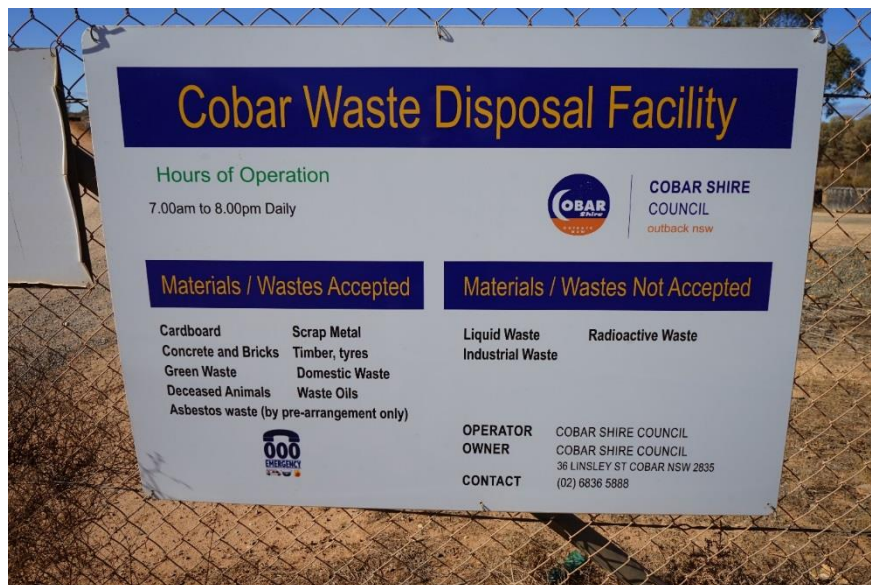 Cobar Waste Disposal Facility
Hours of Operation
7.00am to 8.00pm Daily
COBAR
Shire
OUTBACK
NSW
COBAR SHIRE
COUNCIL
outback nsw
Materials / Wastes Accepted
Cardboard Scrap Metal
Concrete and Bricks Timber, tyres
Green Waste Domestic Waste
Deceased Animals Waste Oils
Asbestos waste (by pre-arrangement only)
000
EMERGENCY
Materials / Wastes Not Accepted
Liquid Waste Radioactive Waste
Industrial Waste
OPERATOR COBAR SHIRE COUNCIL
OWNER COBAR SHIRE COUNCIL
36 LINSLEY ST COBAR NSW 2835
CONTACT (02) 6836 5888